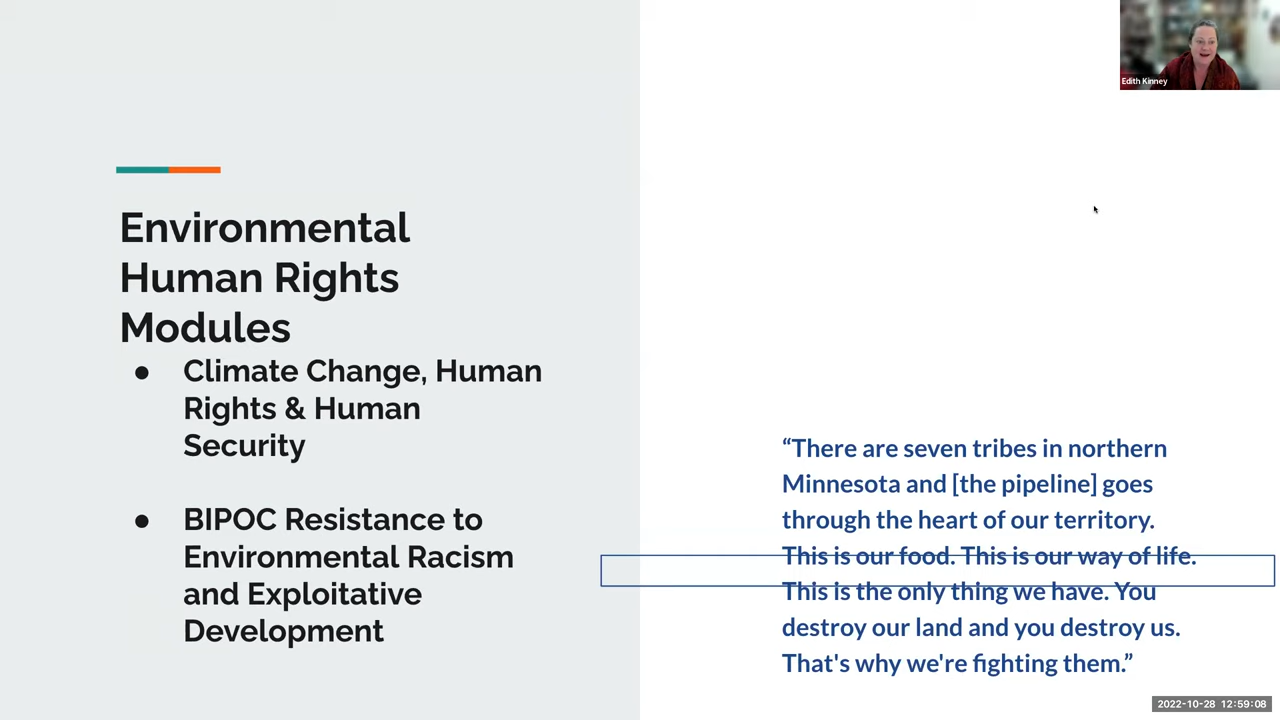 Edith Kinney
Environmental
Human Rights
Modules
● Climate Change, Human
Rights & Human
Security
● BIPOC Resistance to
Environmental Racism
and Exploitative
Development
“There are seven tribes in northern
Minnesota and [the pipeline] goes
through the heart of our territory.
This is our food. This is our way of life.
This is the only thing we have. You
destroy our land and you destroy us.
That's why we're fighting them.”
2022-10-28 12:59:08